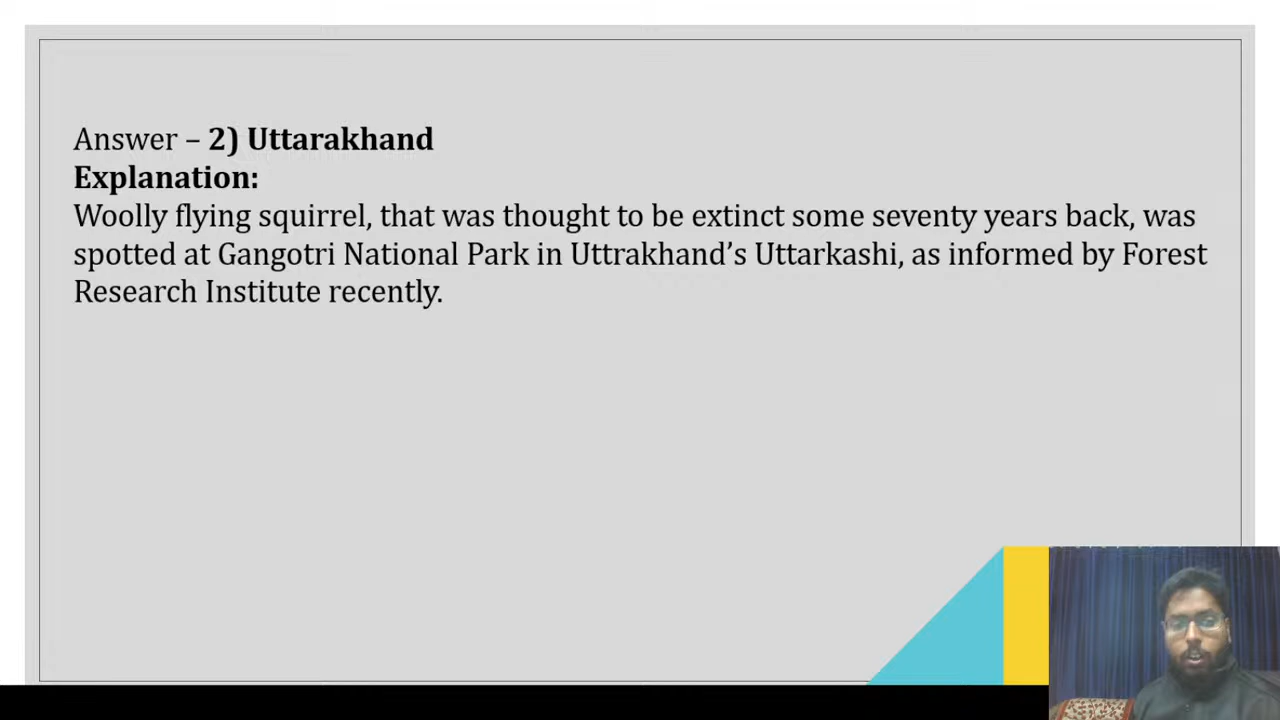 Answer – 2) Uttarakhand
Explanation:
Woolly flying squirrel, that was thought to be extinct some seventy years back, was
spotted at Gangotri National Park in Uttrakhand’s Uttarkashi, as informed by Forest
Research Institute recently.